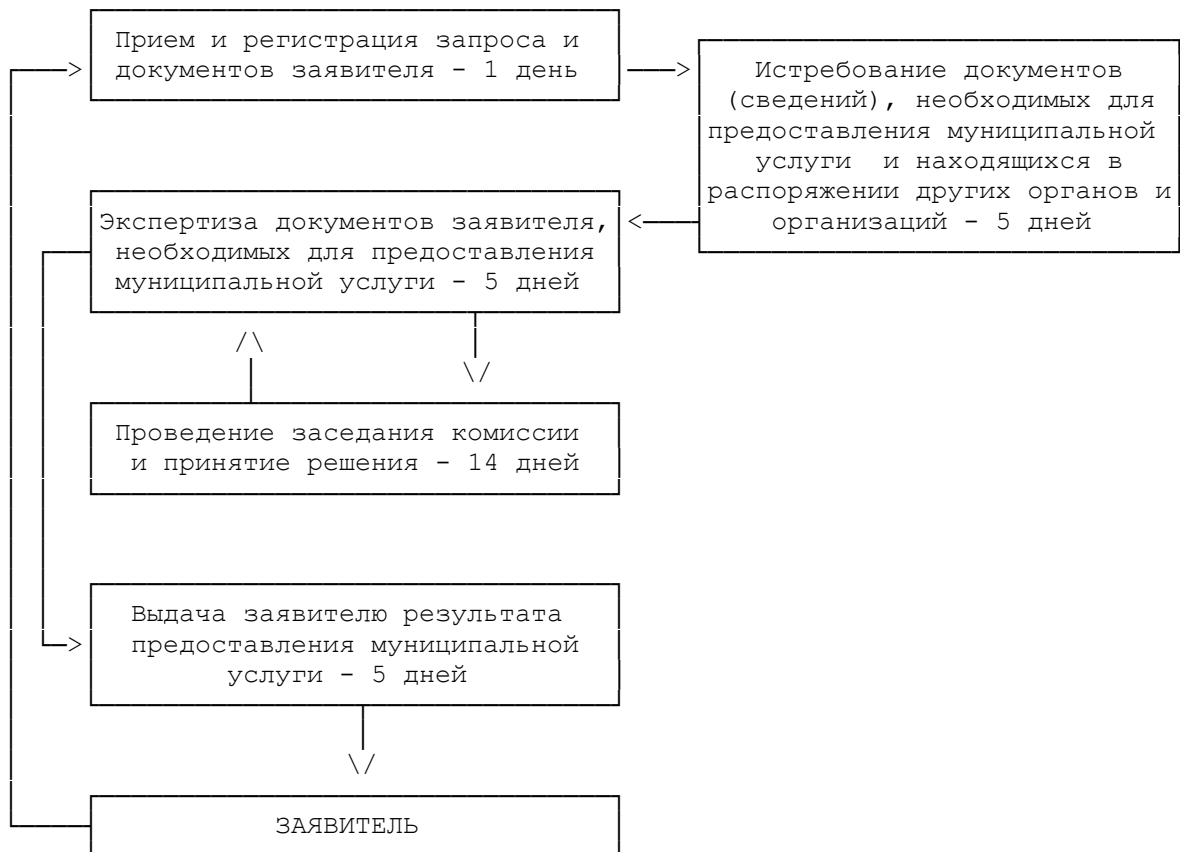 Прием и регистрация запроса и
документов заявителя - 1 день
Истребование документов
(сведений), необходимых для
предоставления муниципальной
услуги и находящихся в
распоряжении других органов и
организаций - 5 дней
Экспертиза документов заявителя,
необходимых для предоставления
муниципальной услуги - 5 дней
Проведение заседания комиссии
и принятие решения - 14 дней
Выдача заявителю результата
предоставления муниципальной
услуги - 5 дней
ЗАЯВИТЕЛЬ